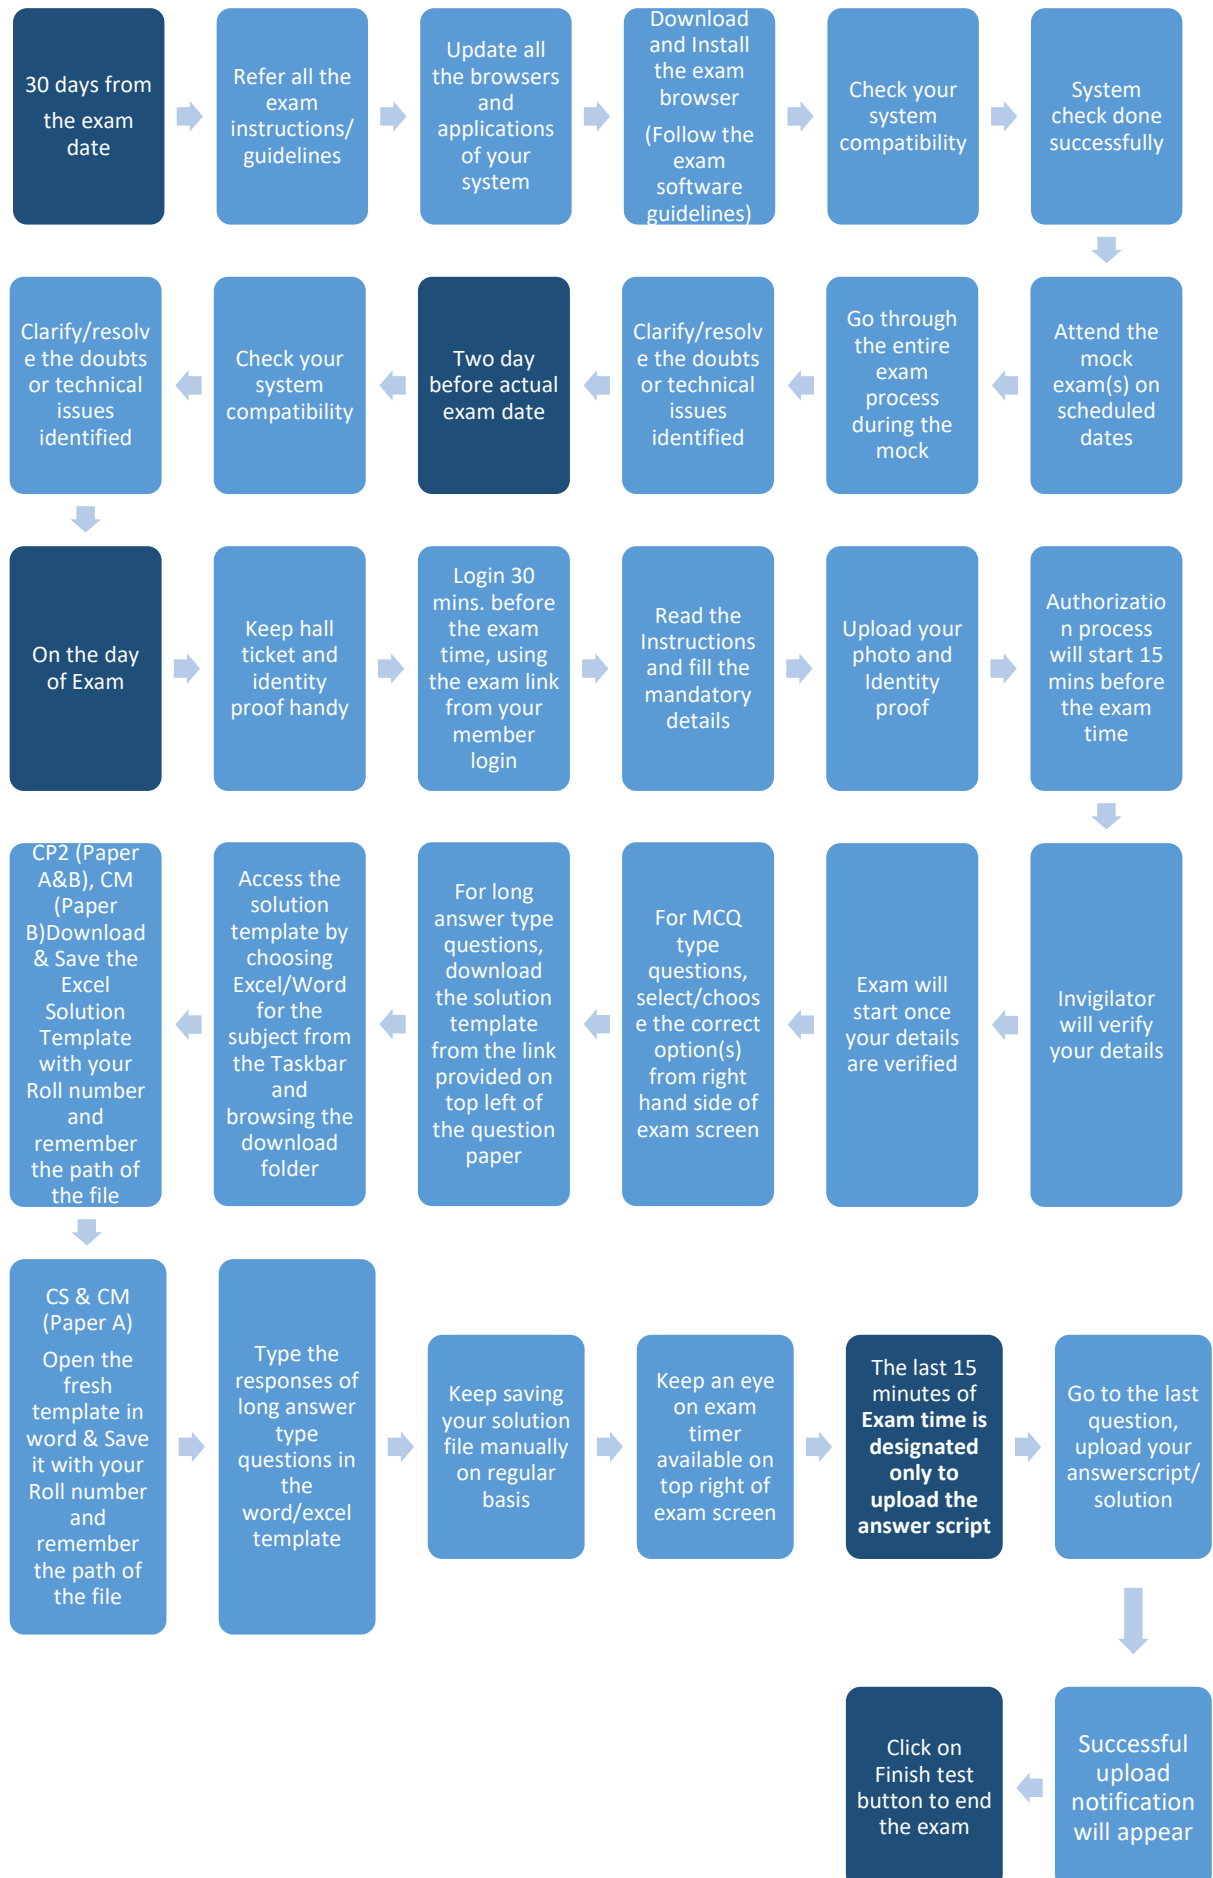 30 days from
the exam
date
Refer all the
exam
instructions/
guidelines
Update all
the browsers
and
applications
of your
system
Download
and Install
the exam
browser
(Follow the
exam
software
guidelines)
Check your
system
compatibility
System
check done
successfully
Attend the
mock
exam(s) on
scheduled
dates
Go through
the entire
exam
process
during the
mock
Clarify/resolv
e the doubts
or technical
issues
identified
Two day
before actual
exam date
Check your
system
compatibility
Clarify/resolv
e the doubts
or technical
issues
identified
On the day
of Exam
Keep hall
ticket and
identity
proof handy
Login 30
mins. before
the exam
time, using
the exam link
from your
member
login
Read the
Instructions
and fill the
mandatory
details
Upload your
photo and
Identity
proof
Authorizatio
n process
will start 15
mins before
the exam
time
Invigilator
will verify
your details
Exam will
start once
your details
are verified
For MCQ
type
questions,
select/choos
e the correct
option(s)
from right
hand side of
exam screen
For long
answer type
questions,
download
the solution
template
from the link
provided on
top left of
the question
paper
Access the
solution
template by
choosing
Excel/Word
for the
subject from
the Taskbar
and
browsing the
download
folder
CP2 (Paper
A&B), CM
(Paper
B)Download
& Save the
Excel
Solution
Template
with your
Roll number
and
remember
the path of
the file
CS & CM
(Paper A)
Open the
fresh
template in
word & Save
it with your
Roll number
and
remember
the path of
the file
Type the
responses of
long answer
type
questions in
the
word/excel
template
Keep saving
your solution
file manually
on regular
basis
Keep an eye
on exam
timer
available on
top right of
exam screen
The last 15
minutes of
Exam time is
designated
only to
upload the
answer script
Go to the last
question,
upload your
answerscript/
solution
Successful
upload
notification
will appear
Click on
Finish test
button to end
the exam